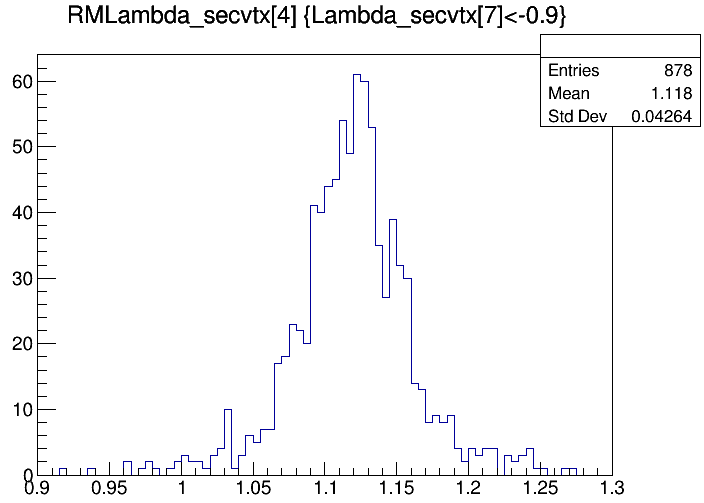 RMLambda_secvtx[4] {Lambda_secvtx[7]<-0.9}
Entries 878
Mean 1.118
Std Dev 0.04264
60
50
40
30
20
10
0
0.9 0.95 1 1.05 1.1 1.15 1.2 1.25 1.3